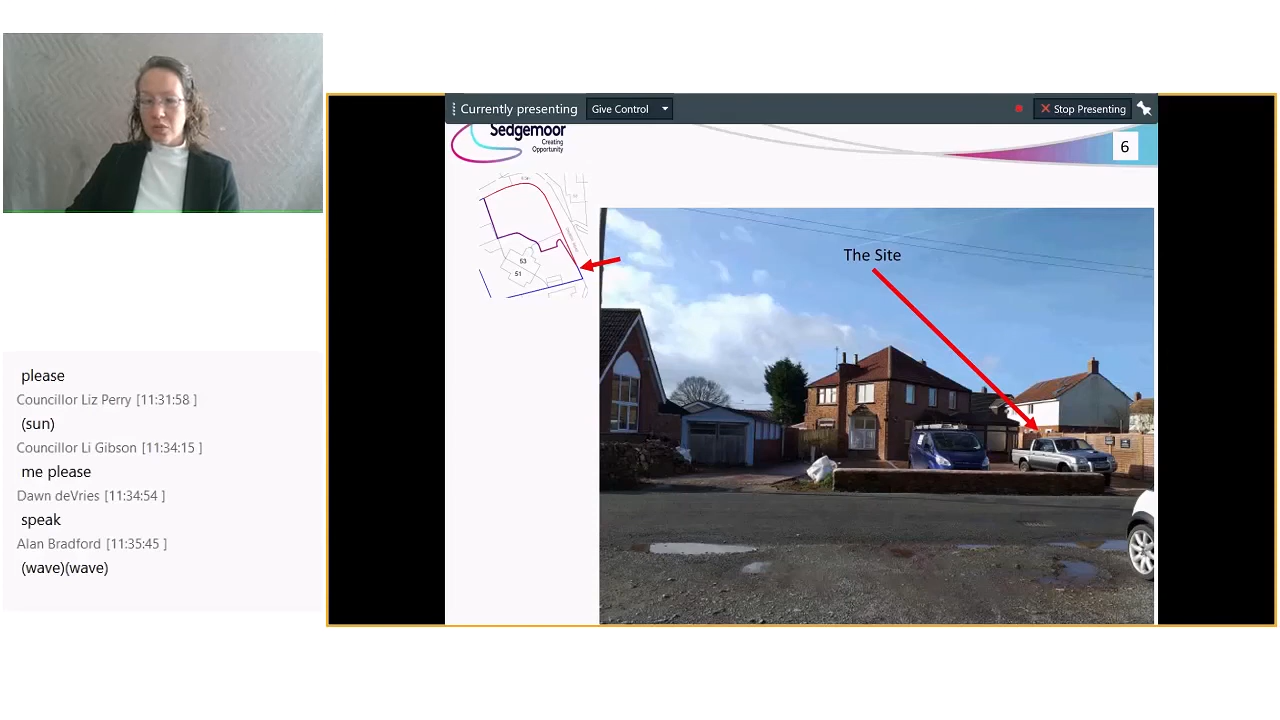 Currently presenting
Give Control
Stop Presenting
Sedgemoor
Creating
Opportunity
6
53
51
The Site
please
Councillor Liz Perry [11:31:58 ]
(sun)
Councillor Li Gibson [11:34:15 ]
me please
Dawn deVries [11:34:54 ]
speak
Alan Bradford [11:35:45 ]
(wave)(wave)